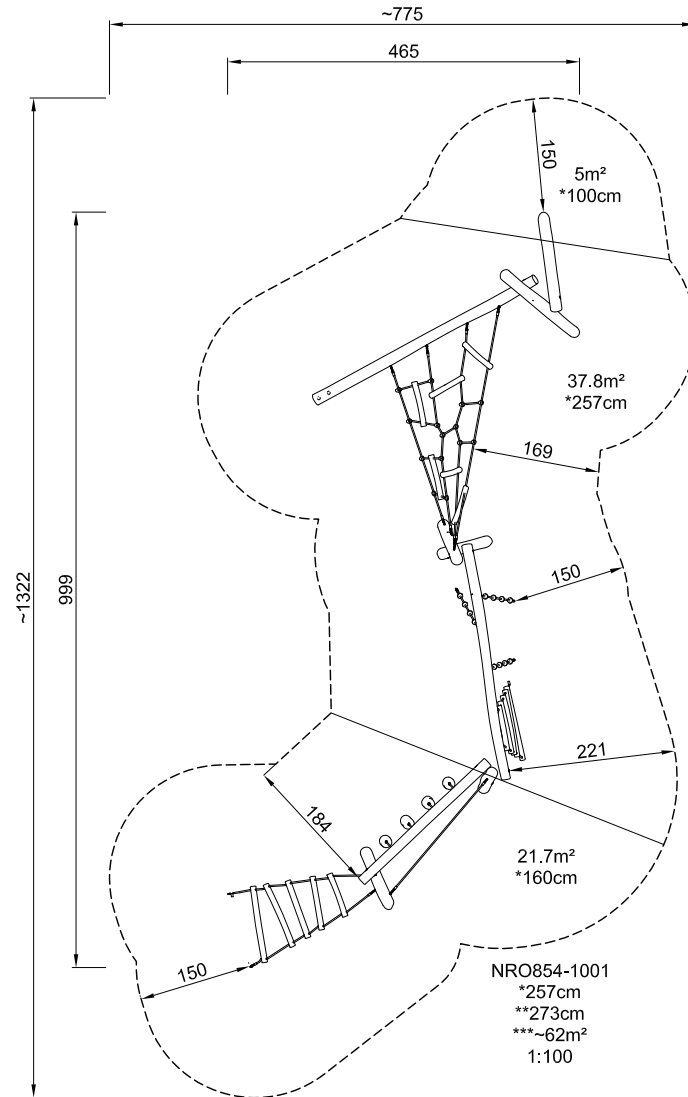 ~775
465
150
5m²
*100cm
37.8m²
*257cm
169
~1322
999
150
221
184
21.7m²
*160cm
150
NRO854-1001
*257cm
**273cm
***~62m²
1:100